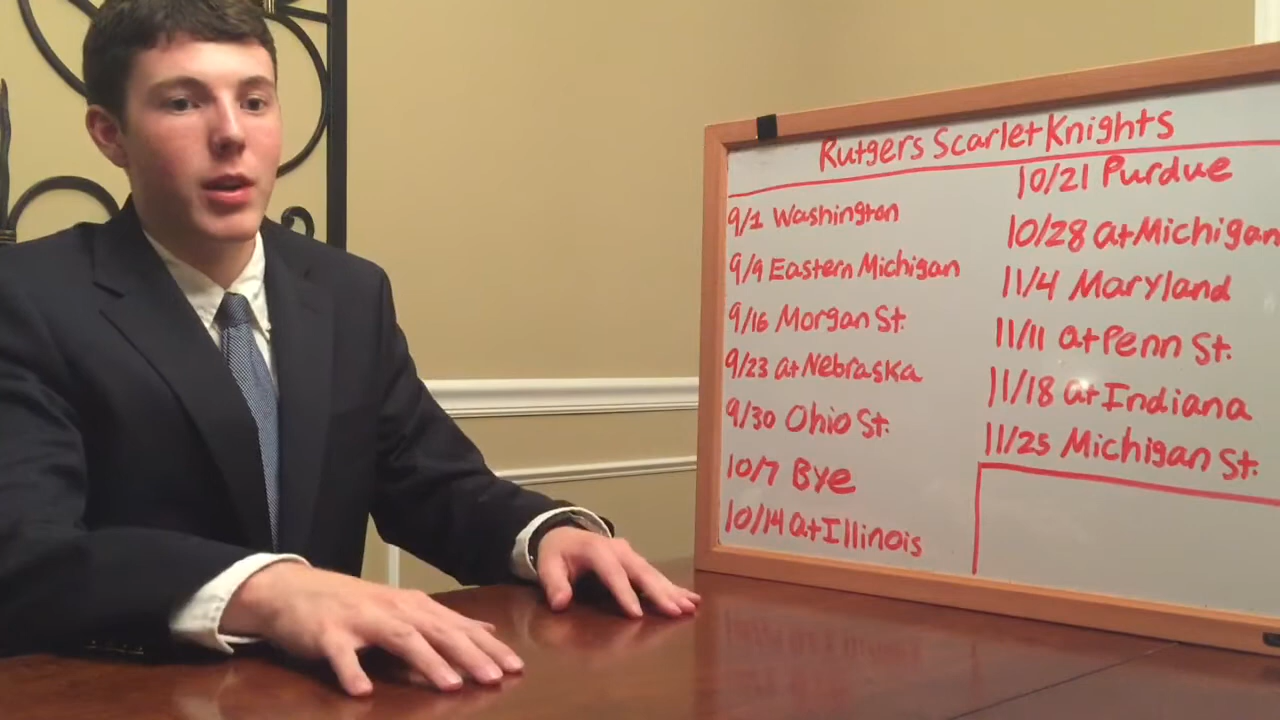 Rutgers Scarlet Knights
9/1 Washington
9/9 Eastern Michigan
9/16 Morgan St.
9/23 at Nebraska
9/30 Ohio St.
10/7 Bye
10/14 at Illinois
10/21 Purdue
10/28 at Michigan
11/4 Maryland
11/11 at Penn St.
11/18 at Indiana
11/25 Michigan St.